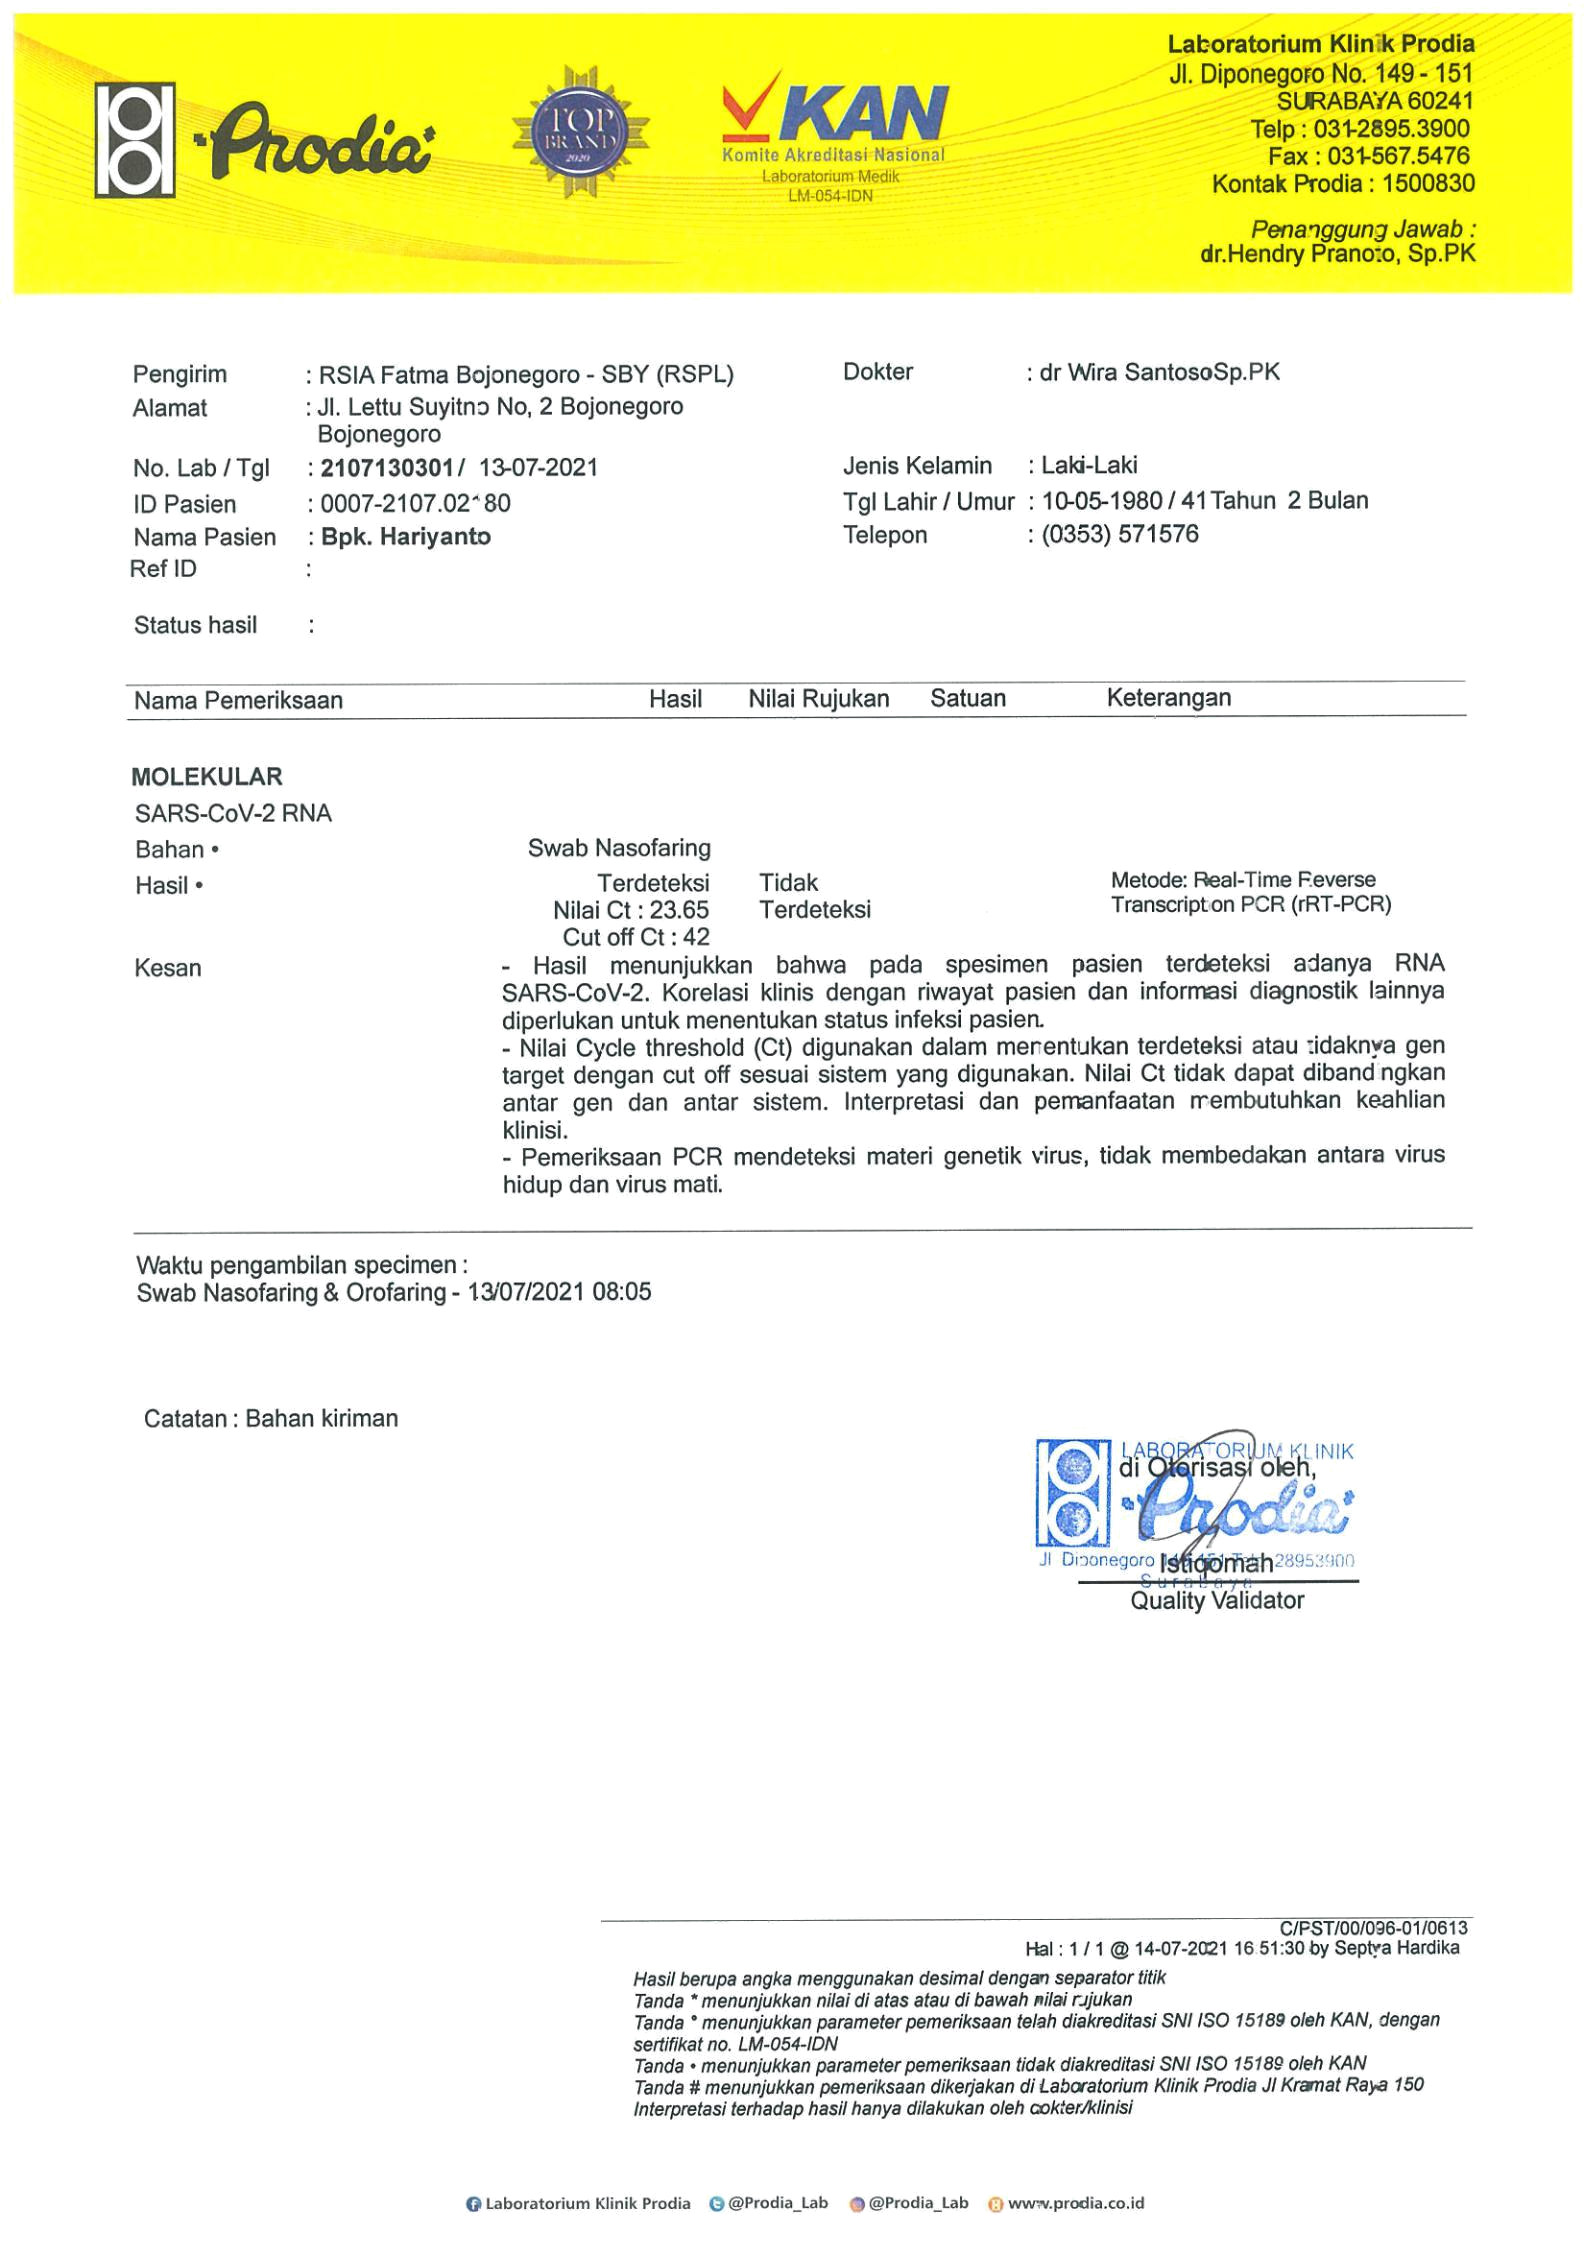 Laboratorium Klinik Prodia
Jl. Diponegoro No. 149 - 151
SURABAYA 60241
Telp : 031-2895.3900
Fax : 031-567.5476
Kontak Prodia : 1500830
Penanggung Jawab :
dr.Hendry Pranoto, Sp.PK
Prodia
TOP
BRAND
2020
KAN
Komite Akreditasi Nasional
Laboratorium Medik
LM-054-IDN
Pengirim : RSIA Fatma Bojonegoro - SBY (RSPL) Dokter : dr Wira SantosoSp.PK
Alamat : Jl. Lettu Suyitno No, 2 Bojonegoro
Bojonegoro
No. Lab / Tgl : 2107130301 / 13-07-2021 Jenis Kelamin : Laki-Laki
ID Pasien : 0007-2107.02180 Tgl Lahir / Umur : 10-05-1980 / 41 Tahun 2 Bulan
Nama Pasien : Bpk. Hariyanto Telepon : (0353) 571576
Ref ID :
Status hasil :
Nama Pemeriksaan Hasil Nilai Rujukan Satuan Keterangan
MOLEKULAR
SARS-CoV-2 RNA
Bahan • Swab Nasofaring
Hasil • Terdeteksi Tidak Metode: Real-Time Reverse
Nilai Ct : 23.65 Terdeteksi Transcription PCR (rRT-PCR)
Cut off Ct : 42
Kesan - Hasil menunjukkan bahwa pada spesimen pasien terdeteksi adanya RNA
SARS-CoV-2. Korelasi klinis dengan riwayat pasien dan informasi diagnostik lainnya
diperlukan untuk menentukan status infeksi pasien.
- Nilai Cycle threshold (Ct) digunakan dalam menentukan terdeteksi atau tidaknya gen
target dengan cut off sesuai sistem yang digunakan. Nilai Ct tidak dapat dibandingkan
antar gen dan antar sistem. Interpretasi dan pemanfaatan membutuhkan keahlian
klinisi.
- Pemeriksaan PCR mendeteksi materi genetik virus, tidak membedakan antara virus
hidup dan virus mati.
Waktu pengambilan specimen :
Swab Nasofaring & Orofaring - 13/07/2021 08:05
Catatan : Bahan kiriman
LABORATORIUM KLINIK
di Otorisasi oleh,
Prodia
Jl Diponegoro 28953900
Istiqomah
Surabaya
Quality Validator
C/PST/00/096-01/0613
Hal : 1 / 1 @ 14-07-2021 16:51:30 by Septya Hardika
Hasil berupa angka menggunakan desimal dengan separator titik
Tanda * menunjukkan nilai di atas atau di bawah nilai rujukan
Tanda ° menunjukkan parameter pemeriksaan telah diakreditasi SNI ISO 15189 oleh KAN, dengan
sertifikat no. LM-054-IDN
Tanda • menunjukkan parameter pemeriksaan tidak diakreditasi SNI ISO 15189 oleh KAN
Tanda # menunjukkan pemeriksaan dikerjakan di Laboratorium Klinik Prodia Jl Kramat Raya 150
Interpretasi terhadap hasil hanya dilakukan oleh dokter/klinisi
Laboratorium Klinik Prodia @Prodia_Lab @Prodia_Lab www.prodia.co.id